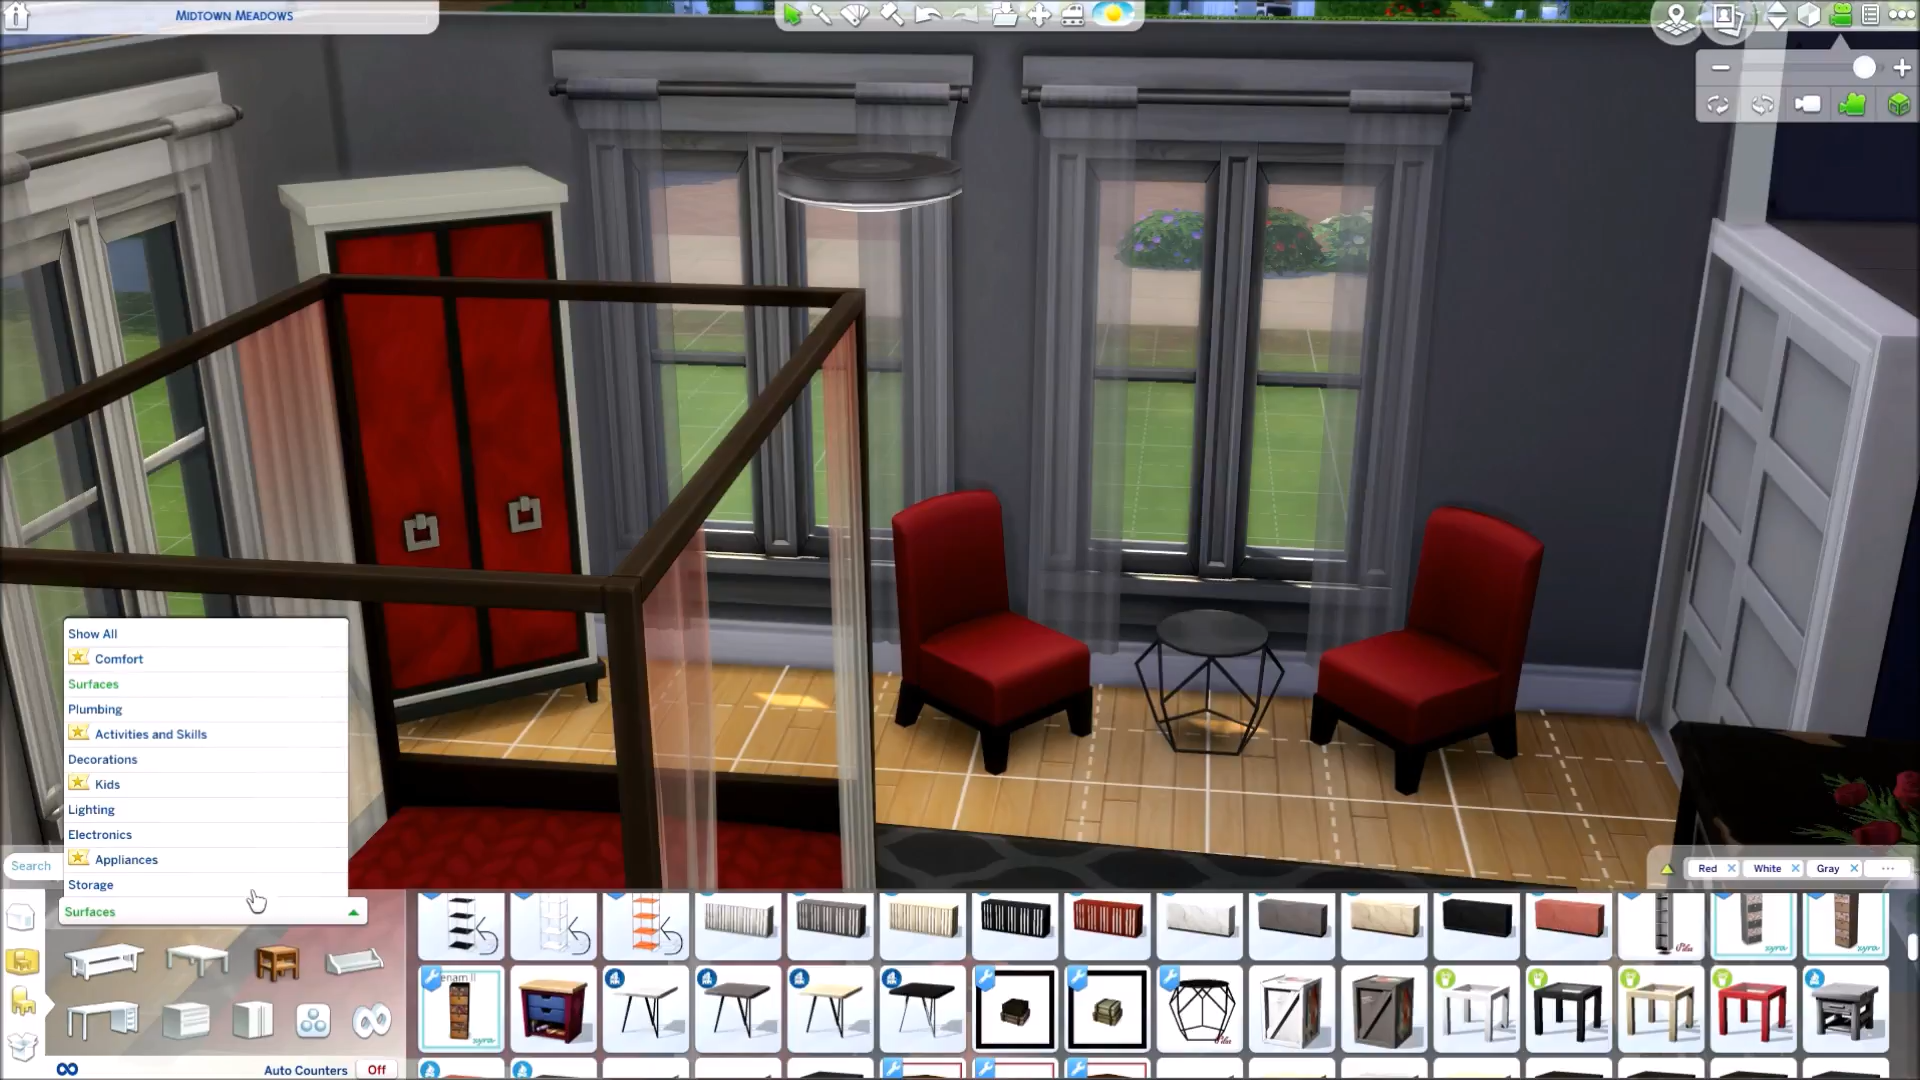 Midtown Meadows
Show All
Comfort
Surfaces
Plumbing
Activities and Skills
Decorations
Kids
Lighting
Electronics
Appliances
Storage
Search
Surfaces
Red
White
Gray
Auto Counters
Off